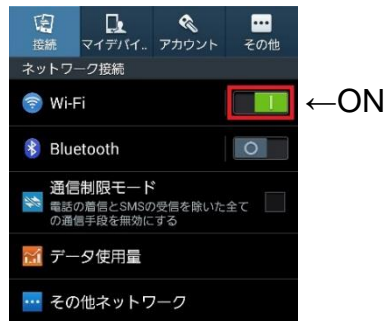 接続 マイデバイ.. アカウント その他
ネットワーク接続
Wi-Fi ←ON
Bluetooth
通信制限モード
電話の着信とSMSの受信を除いた全て
の通信手段を無効にする
データ使用量
その他ネットワーク